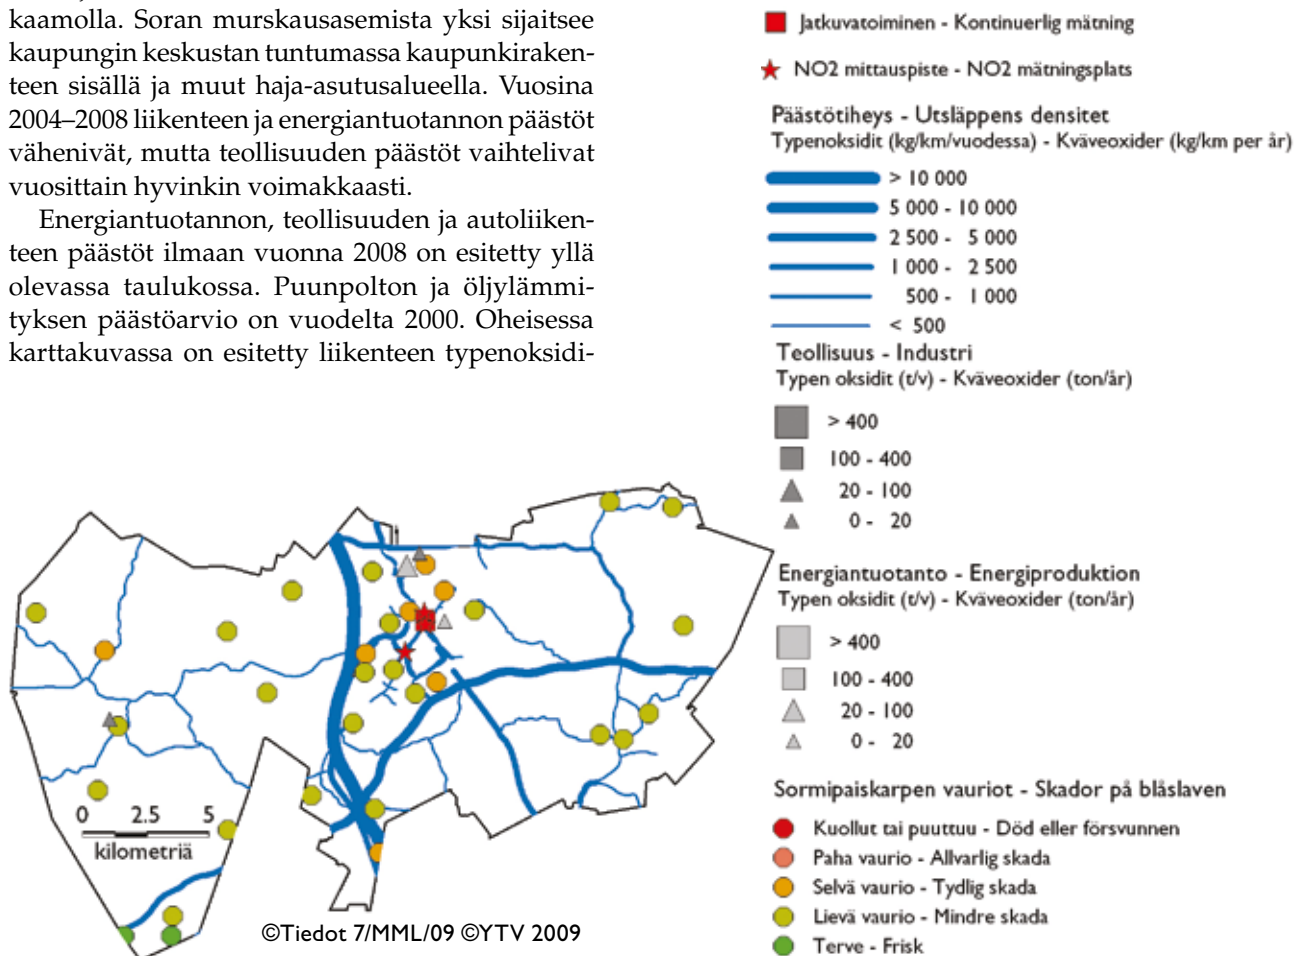 kaamolla. Soran murskausasemista yksi sijaitsee
kaupungin keskustan tuntumassa kaupunkiraken-
teen sisällä ja muut haja-asutusalueella. Vuosina
2004–2008 liikenteen ja energiantuotannon päästöt
vähenivät, mutta teollisuuden päästöt vaihtelivat
vuosittain hyvinkin voimakkaasti.
Energiantuotannon, teollisuuden ja autoliiken-
teen päästöt ilmaan vuonna 2008 on esitetty yllä
olevassa taulukossa. Puunpolton ja öljylämmi-
tyksen päästöarvio on vuodelta 2000. Oheisessa
karttakuvassa on esitetty liikenteen typenoksidi-
Jatkuvatoiminen - Kontinuerlig mätning
NO2 mittauspiste - NO2 mätningsplats
Päästötiheys - Utsläppens densitet
Typenoksidit (kg/km/vuodessa) - Kväveoxider (kg/km per år)
> 10 000
5 000 - 10 000
2 500 - 5 000
1 000 - 2 500
500 - 1 000
< 500
Teollisuus - Industri
Typen oksidit (t/v) - Kväveoxider (ton/år)
> 400
100 - 400
20 - 100
0 - 20
Energiantuotanto - Energiproduktion
Typen oksidit (t/v) - Kväveoxider (ton/år)
> 400
100 - 400
20 - 100
0 - 20
Sormipaiskarpen vauriot - Skador på blåslaven
Kuollut tai puuttuu - Död eller försvunnen
Paha vaurio - Allvarlig skada
Selvä vaurio - Tydlig skada
Lievä vaurio - Mindre skada
Terve - Frisk
0 2.5 5
kilometriä
©Tiedot 7/MML/09 ©YTV 2009